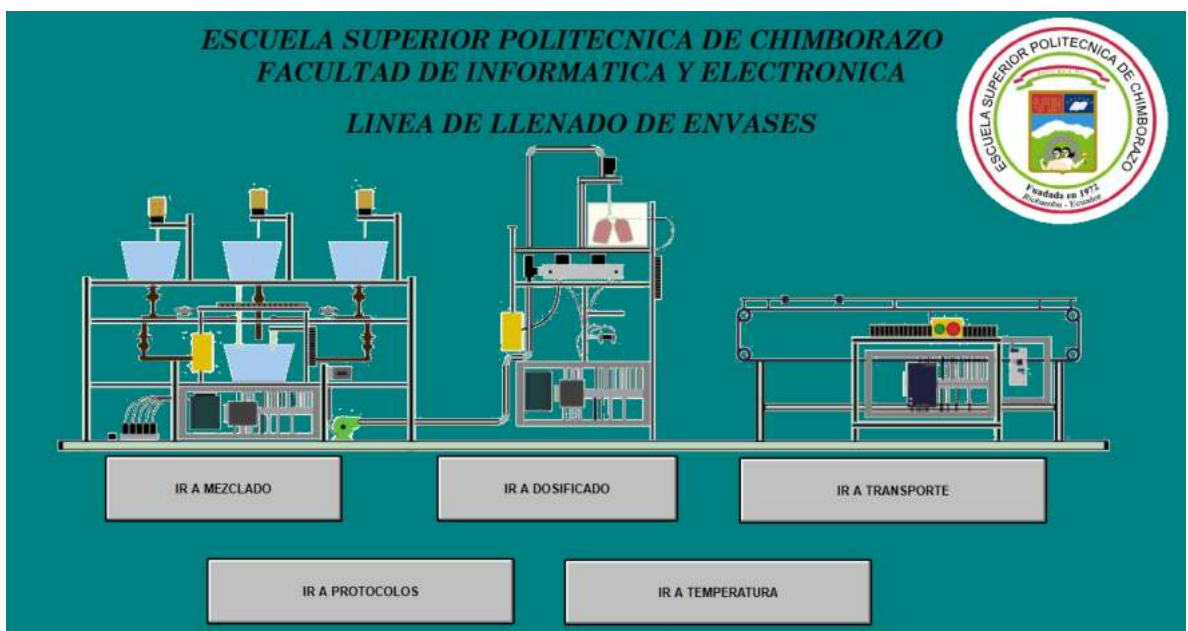 ESCUELA SUPERIOR POLITECNICA DE CHIMBORAZO
FACULTAD DE INFORMATICA Y ELECTRONICA
LINEA DE LLENADO DE ENVASES
ESCUELA SUPERIOR POLITECNICA DE CHIMBORAZO
Fundada en 1972
Riobamba - Ecuador
IR A MEZCLADO
IR A DOSIFICADO
IR A TRANSPORTE
IR A PROTOCOLOS
IR A TEMPERATURA